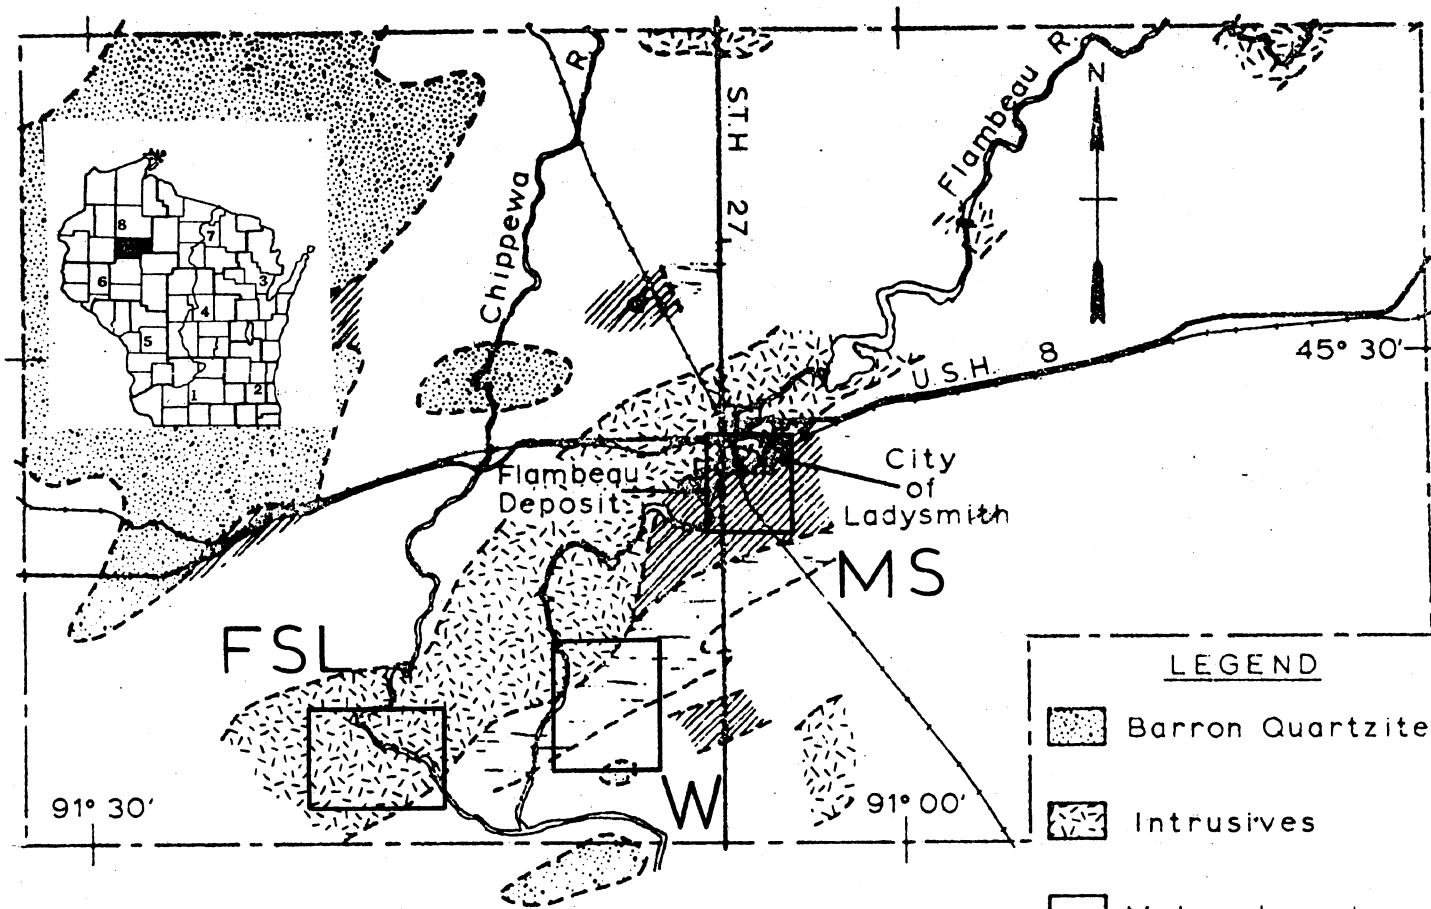 R.
R.
Flambeau
N
STH 27
Chippewa
8
7
6
3
4
5
1
2
45° 30'
U.S.H. 8
Flambeau
Deposit
City
of
Ladysmith
MS
FSL
W
91° 30'
91° 00'
LEGEND
Barron Quartzite
Intrusives